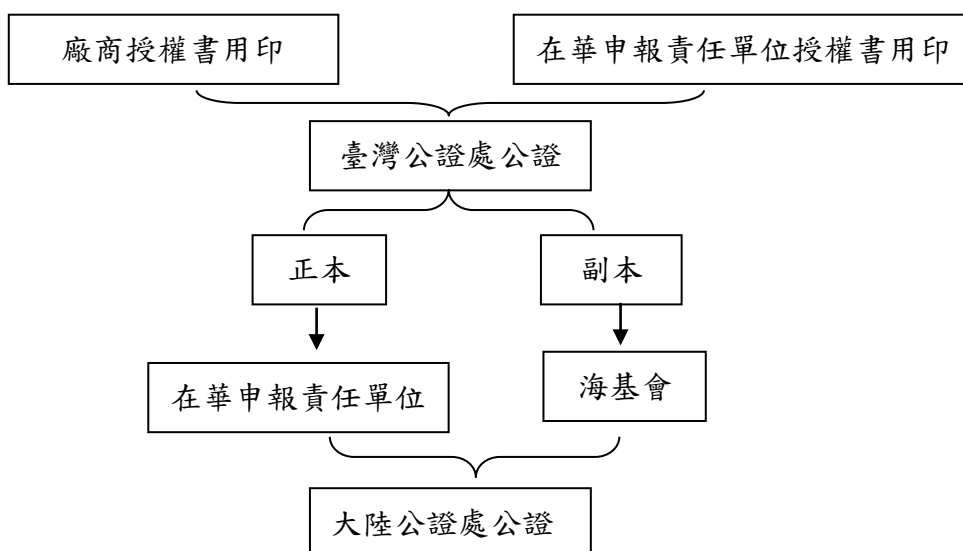 廠商授權書用印
在華申報責任單位授權書用印
臺灣公證處公證
正本
副本
在華申報責任單位
海基會
大陸公證處公證